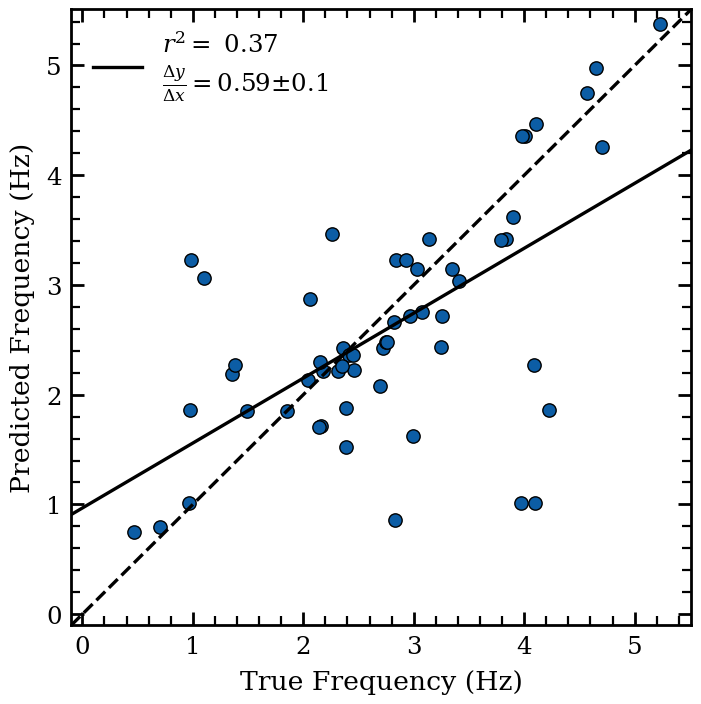 r² = 0.37
Δy/Δx = 0.59±0.1
Predicted Frequency (Hz)
5
4
3
2
1
0
0 1 2 3 4 5
True Frequency (Hz)